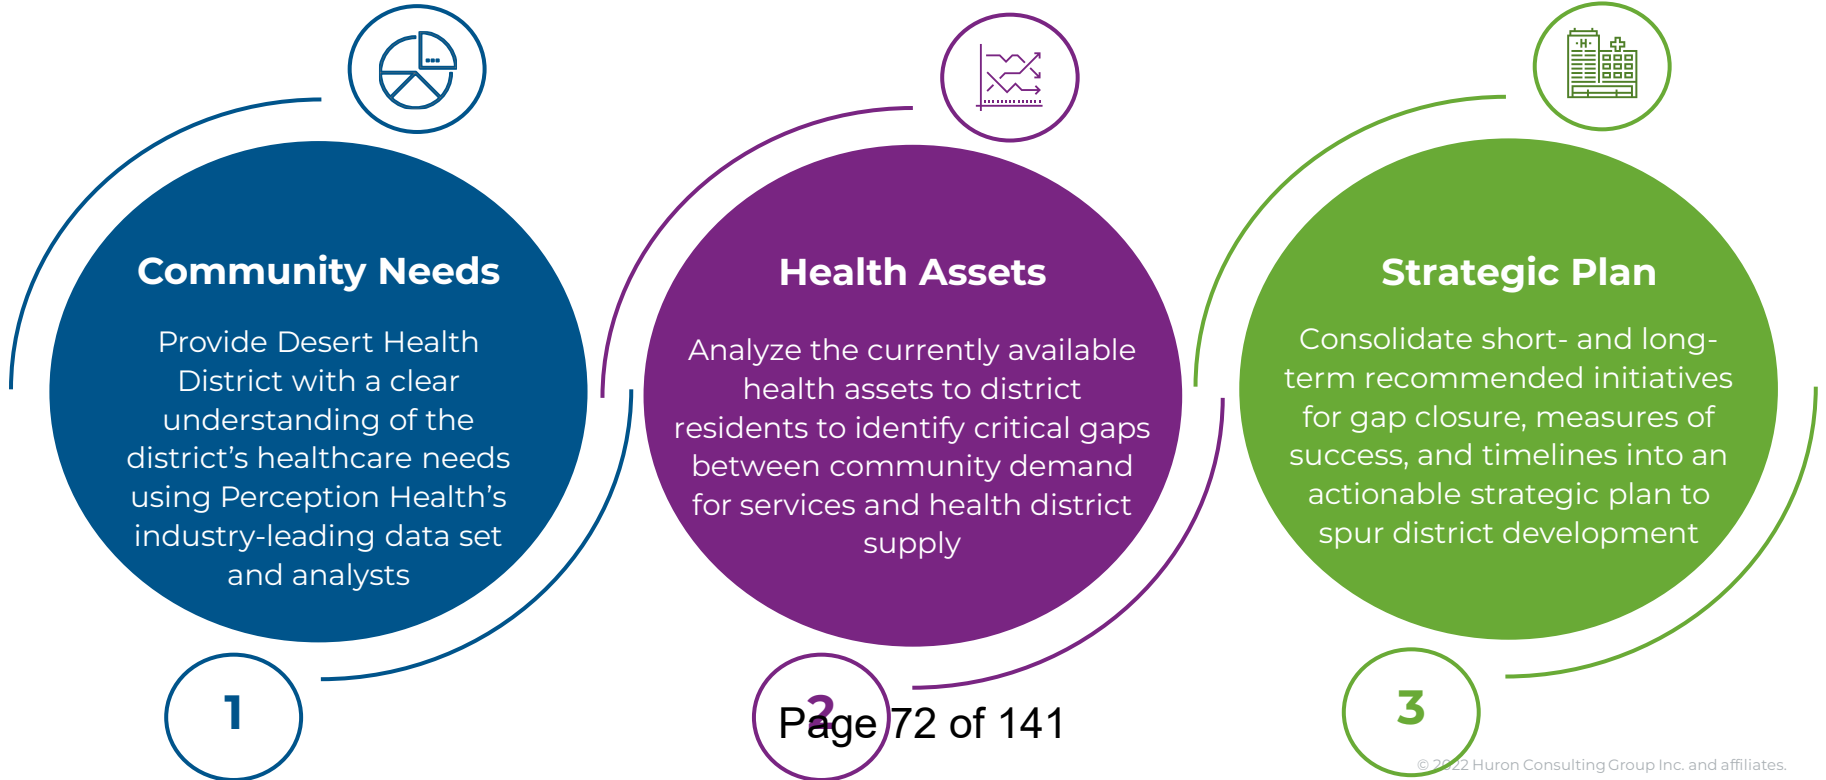 Community Needs
Provide Desert Health
District with a clear
understanding of the
district's healthcare needs
using Perception Health's
industry-leading data set
and analysts
1
Health Assets
Analyze the currently available
health assets to district
residents to identify critical gaps
between community demand
for services and health district
supply
2
Strategic Plan
Consolidate short- and long-
term recommended initiatives
for gap closure, measures of
success, and timelines into an
actionable strategic plan to
spur district development
3
Page 72 of 141
© 2022 Huron Consulting Group Inc. and affiliates.